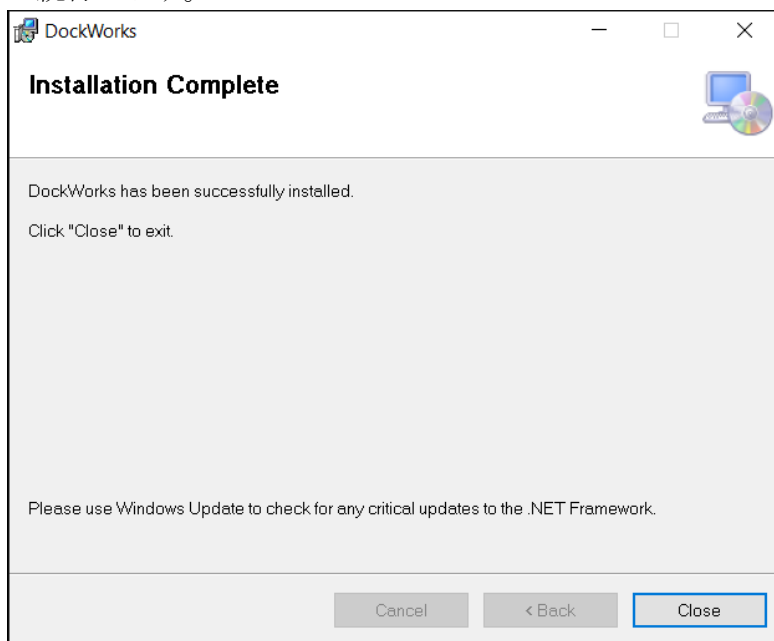 DockWorks
Installation Complete
DockWorks has been successfully installed.
Click "Close" to exit.
Please use Windows Update to check for any critical updates to the .NET Framework.
Cancel
< Back
Close